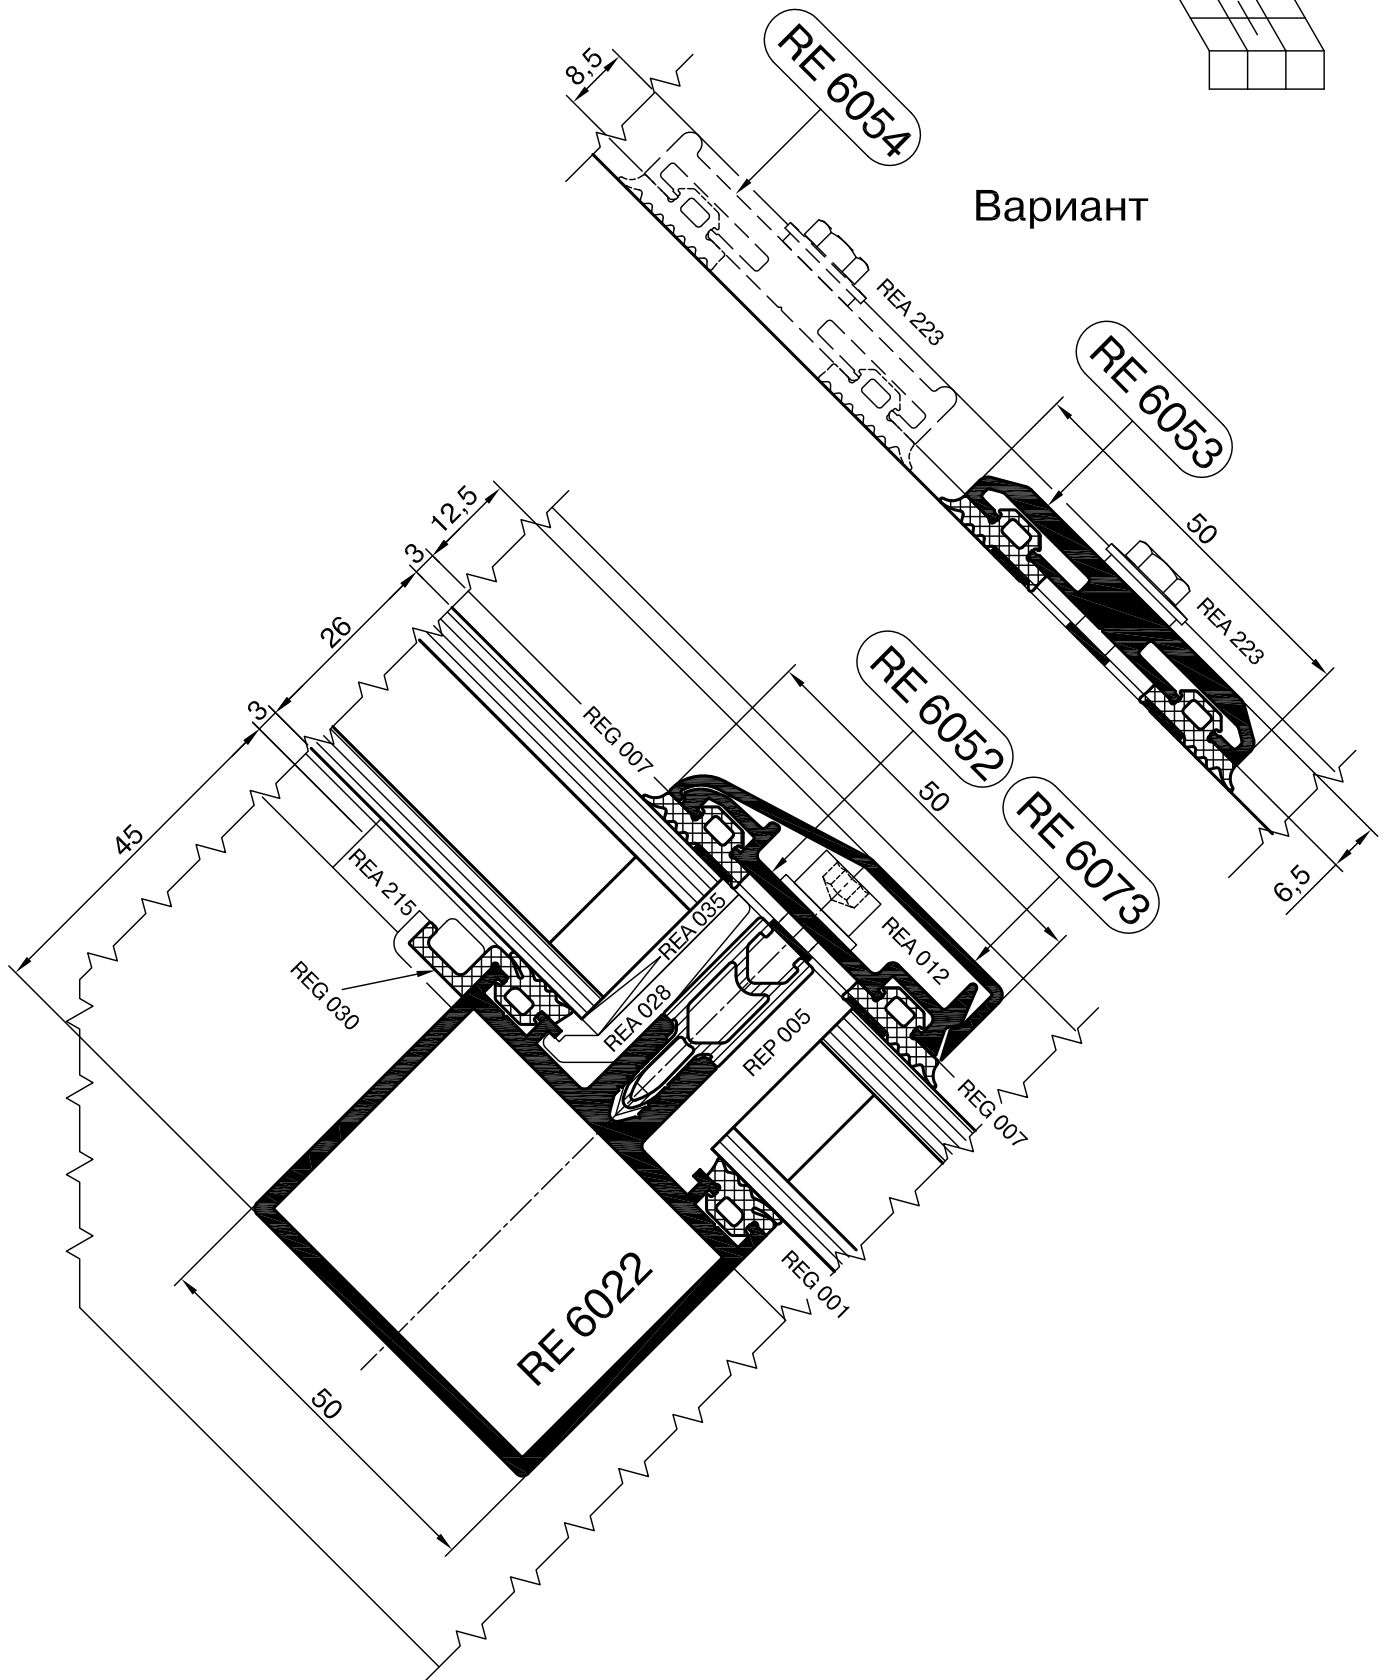 8,5
RE 6054
Вариант
REA 223
RE 6053
50
REA 223
6,5
12,5
3
26
3
45
REG 007
RE 6052
50
RE 6073
REA 215
REA 035
REA 012
REG 030
REA 028
REP 005
REG 007
REG 001
RE 6022
50